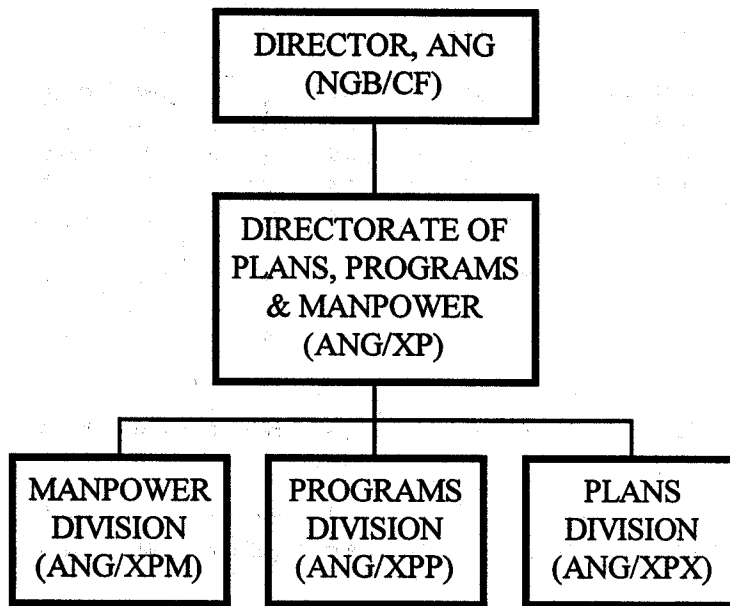 DIRECTOR, ANG
(NGB/CF)
DIRECTORATE OF
PLANS, PROGRAMS
& MANPOWER
(ANG/XP)
MANPOWER
DIVISION
(ANG/XPM)
PROGRAMS
DIVISION
(ANG/XPP)
PLANS
DIVISION
(ANG/XPX)